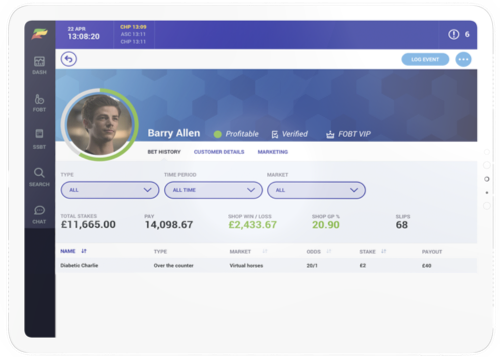 22 APR
13:08:20
CHP 13:09
ASC 13:11
CHP 13:11
6
LOG EVENT
DASH
FOBT
SSBT
SEARCH
CHAT
Barry Allen
Profitable
Verified
FOBT VIP
BET HISTORY
CUSTOMER DETAILS
MARKETING
TYPE
TIME PERIOD
MARKET
ALL
ALL TIME
ALL
TOTAL STAKES
PAY
SHOP WIN / LOSS
SHOP GP %
SLIPS
£11,665.00
14,098.67
£2,433.67
20.90
68
NAME
TYPE
MARKET
ODDS
STAKE
PAYOUT
Diabetic Charlie
Over the counter
Virtual horses
20/1
£2
£40